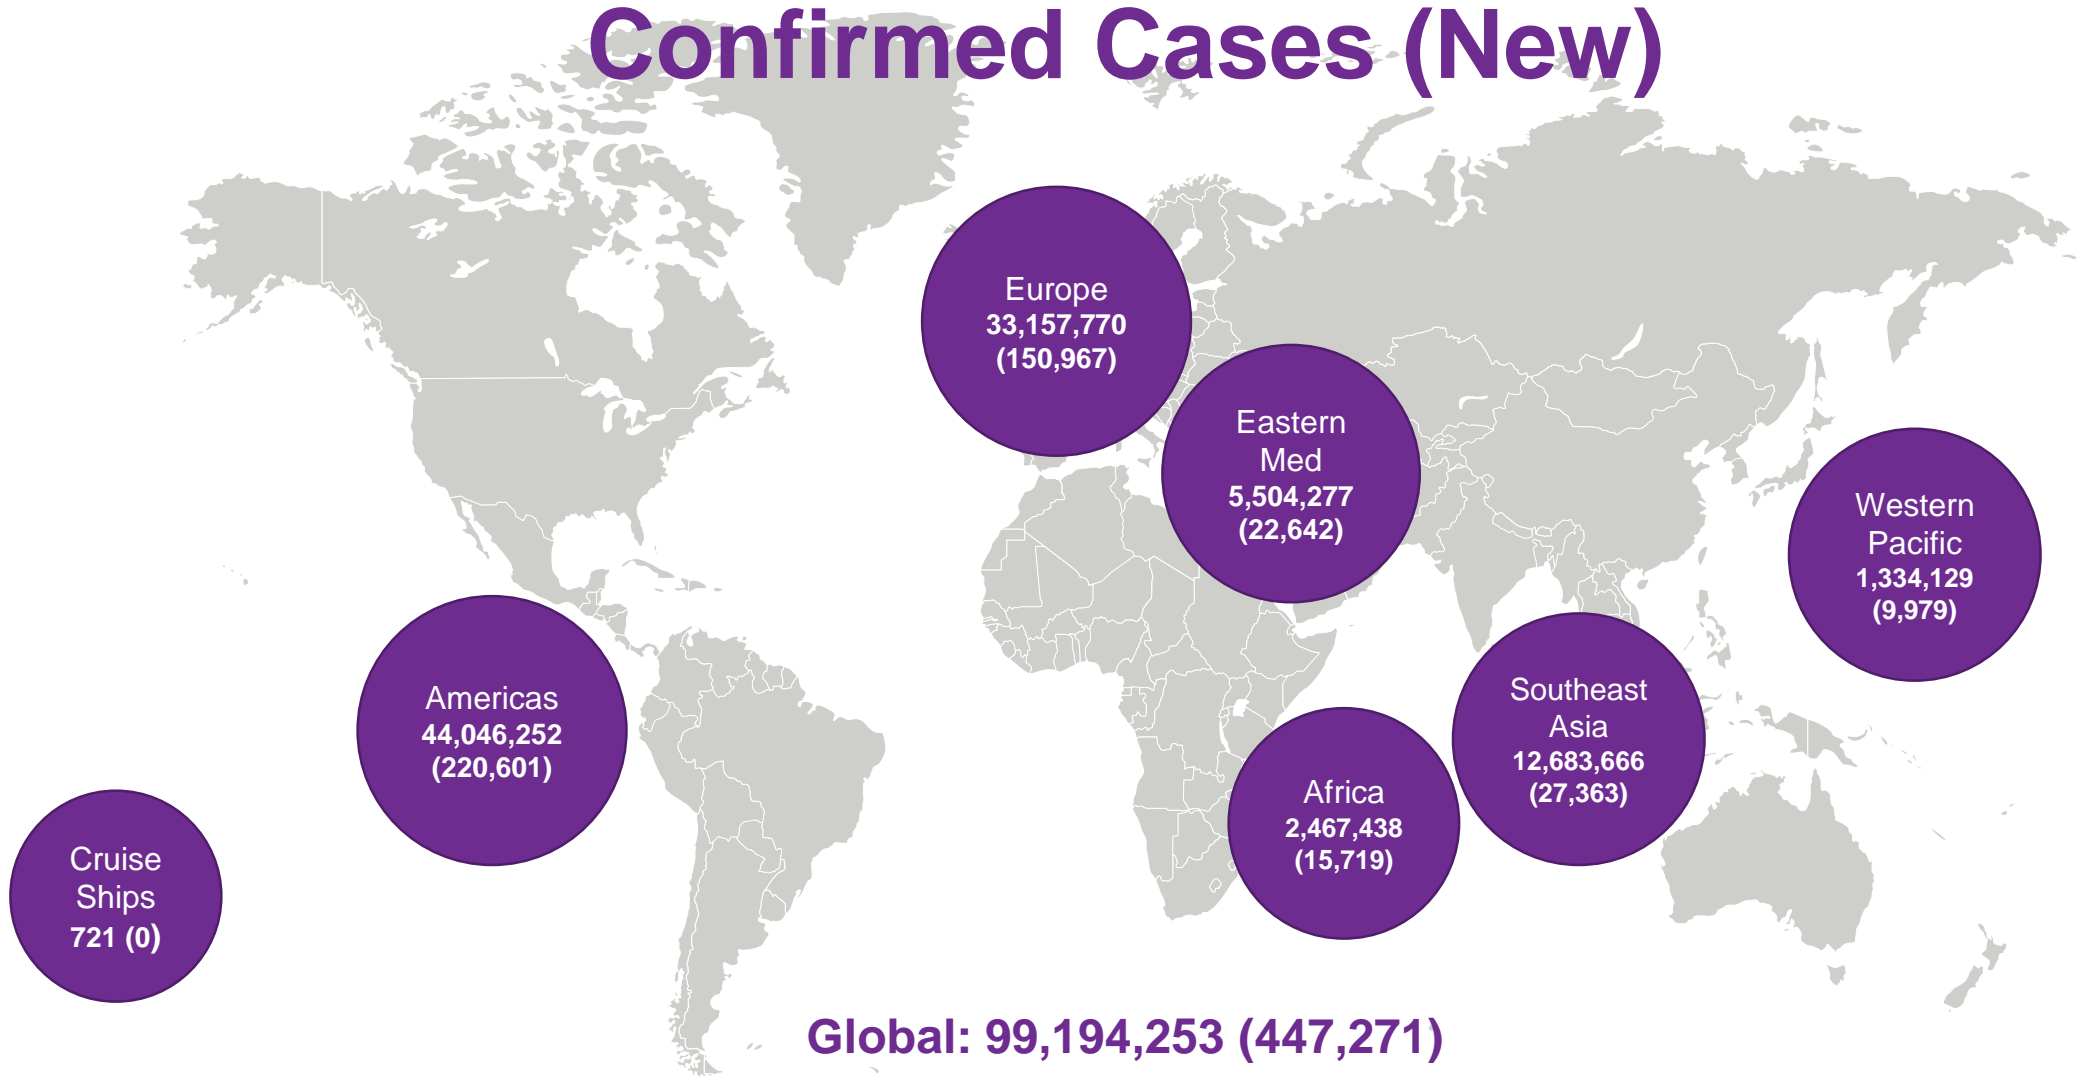 Confirmed Cases (New)
Europe
33,157,770
(150,967)
Eastern
Med
5,504,277
(22,642)
Western
Pacific
1,334,129
(9,979)
Americas
44,046,252
(220,601)
Southeast
Asia
12,683,666
(27,363)
Africa
2,467,438
(15,719)
Cruise
Ships
721 (0)
Global: 99,194,253 (447,271)